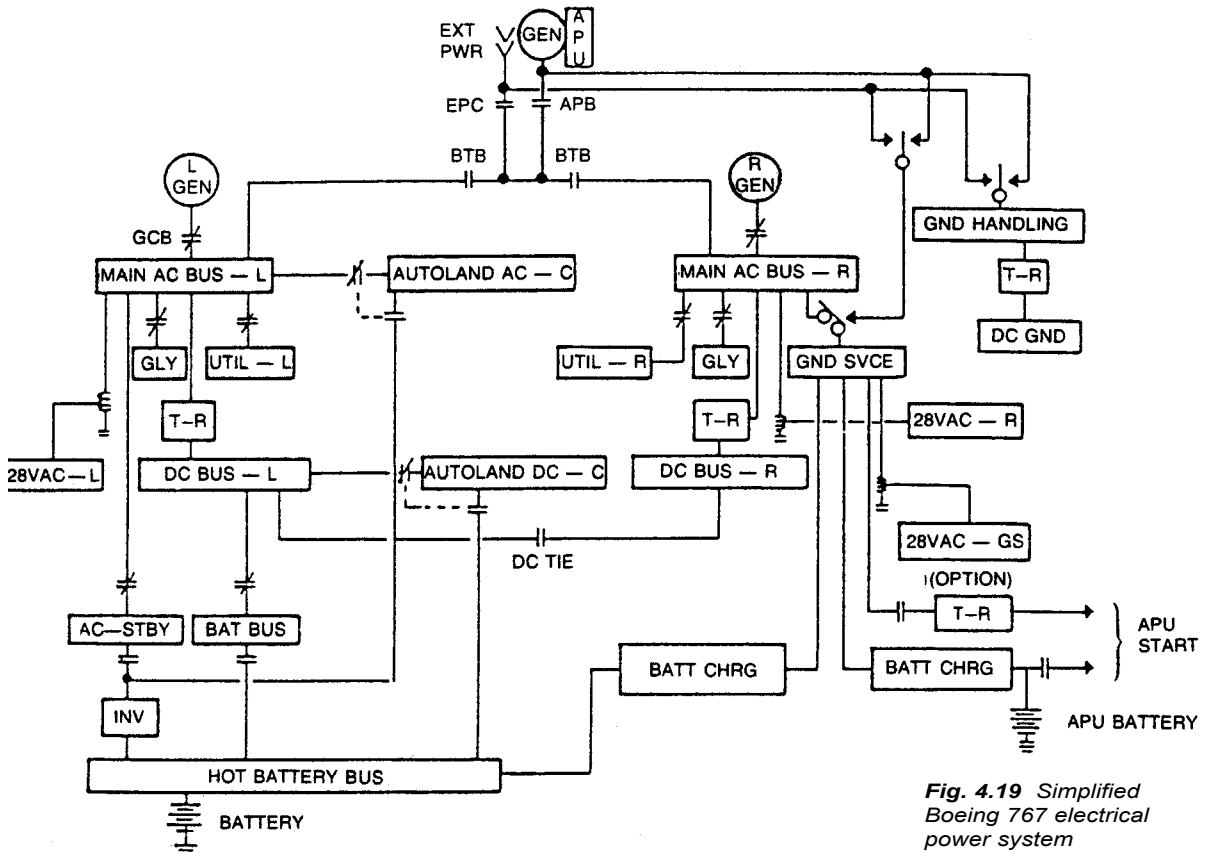 EXT
PWR
GEN
APU
EPC
APB
BTB
BTB
L
GEN
R
GEN
GCB
GND HANDLING
MAIN AC BUS — L
AUTOLAND AC — C
MAIN AC BUS — R
T-R
DC GND
GLY
UTIL — L
UTIL — R
GLY
GND SVCE
T-R
T-R
28VAC — R
28VAC—L
DC BUS — L
AUTOLAND DC — C
DC BUS — R
28VAC — GS
DC TIE
(OPTION)
T-R
AC—STBY
BAT BUS
APU
START
BATT CHRG
BATT CHRG
INV
APU BATTERY
HOT BATTERY BUS
BATTERY
Fig. 4.19 Simplified
Boeing 767 electrical
power system